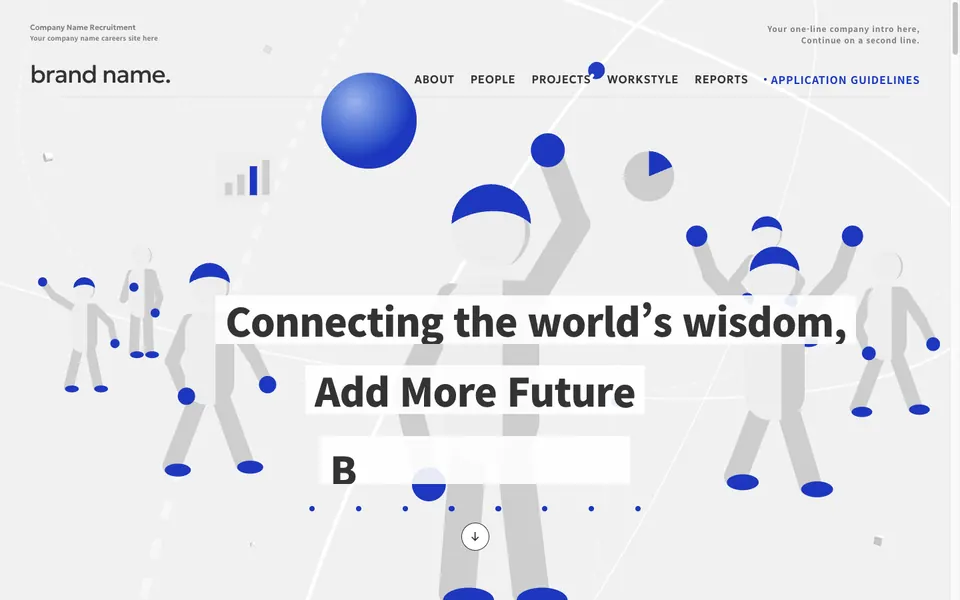 Company Name Recruitment
Your company name careers site here
Your one-line company intro here,
Continue on a second line.
brand name.
ABOUT PEOPLE PROJECTS WORKSTYLE REPORTS APPLICATION GUIDELINES
Connecting the world’s wisdom,
Add More Future
B